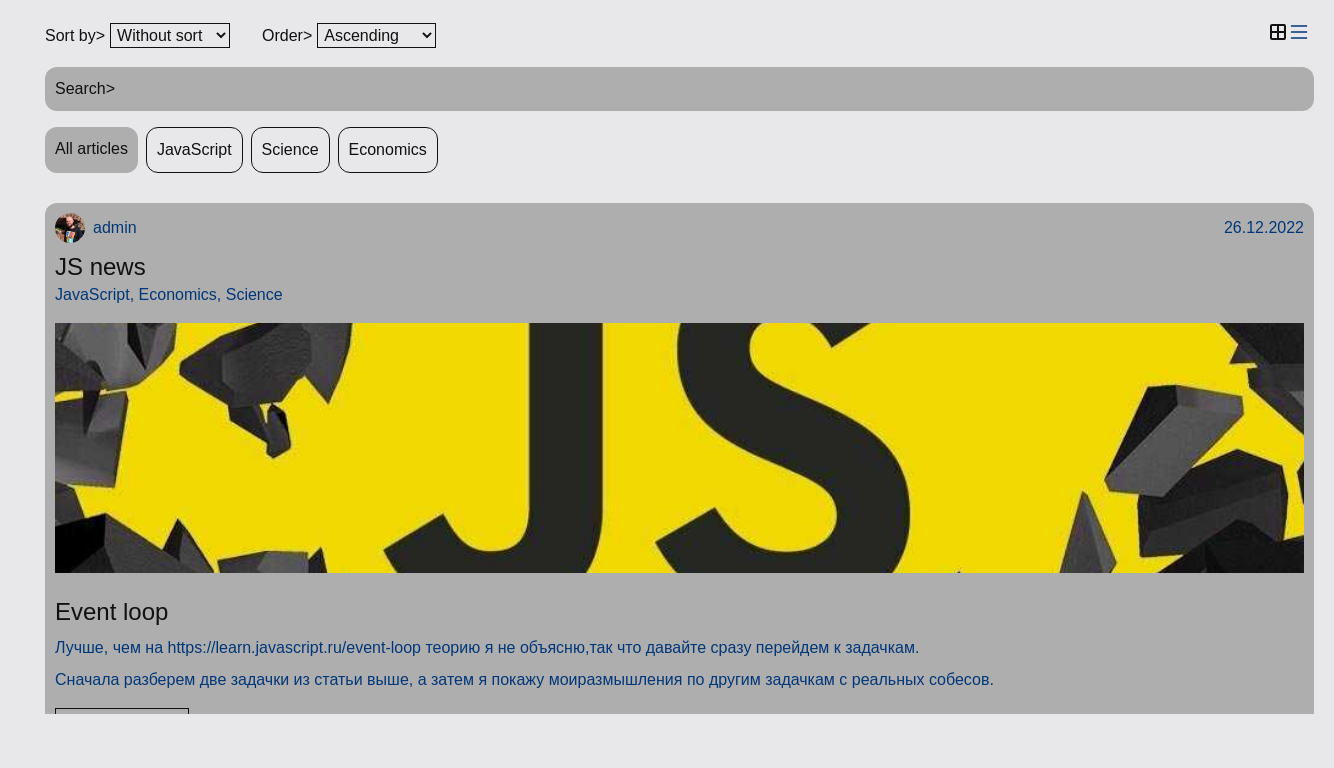 Sort by> Without sort Order> Ascending
Search>
All articles JavaScript Science Economics
admin 26.12.2022
JS news
JavaScript, Economics, Science
JS
Event loop
Лучше, чем на https://learn.javascript.ru/event-loop теорию я не объясню,так что давайте сразу перейдем к задачкам.
Сначала разберем две задачки из статьи выше, а затем я покажу моиразмышления по другим задачкам с реальных собесов.